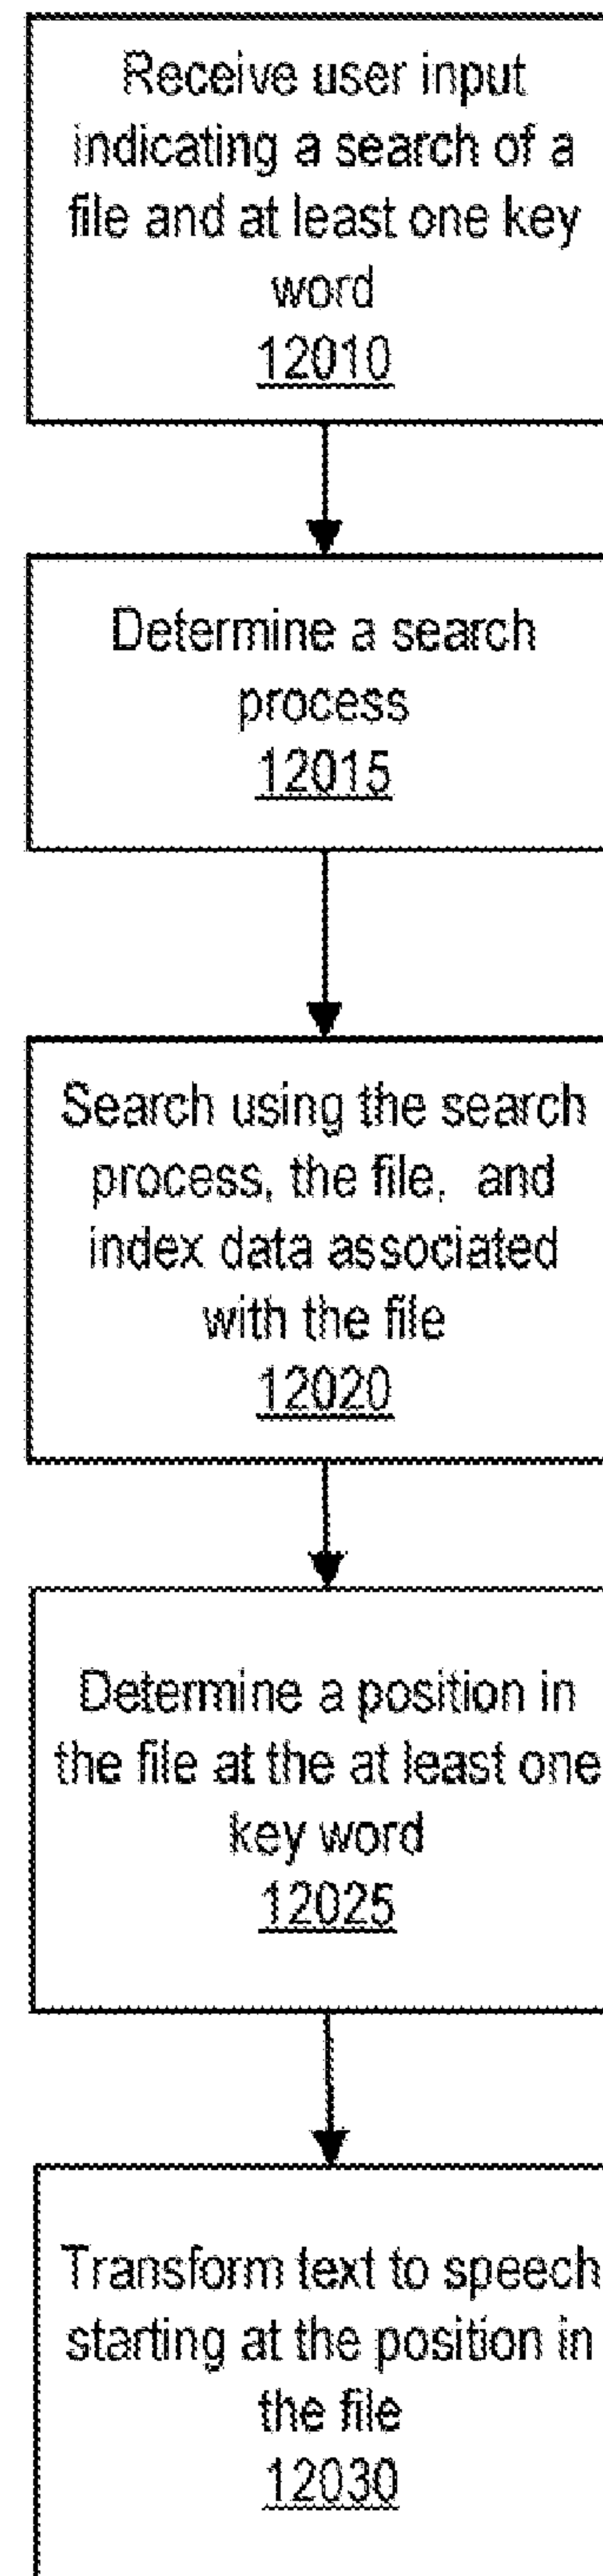 Receive user input
indicating a search of a
file and at least one key
word
12010
Determine a search
process
12015
Search using the search
process, the file, and
index data associated
with the file
12020
Determine a position in
the file at the at least one
key word
12025
Transform text to speech
starting at the position in
the file
12030